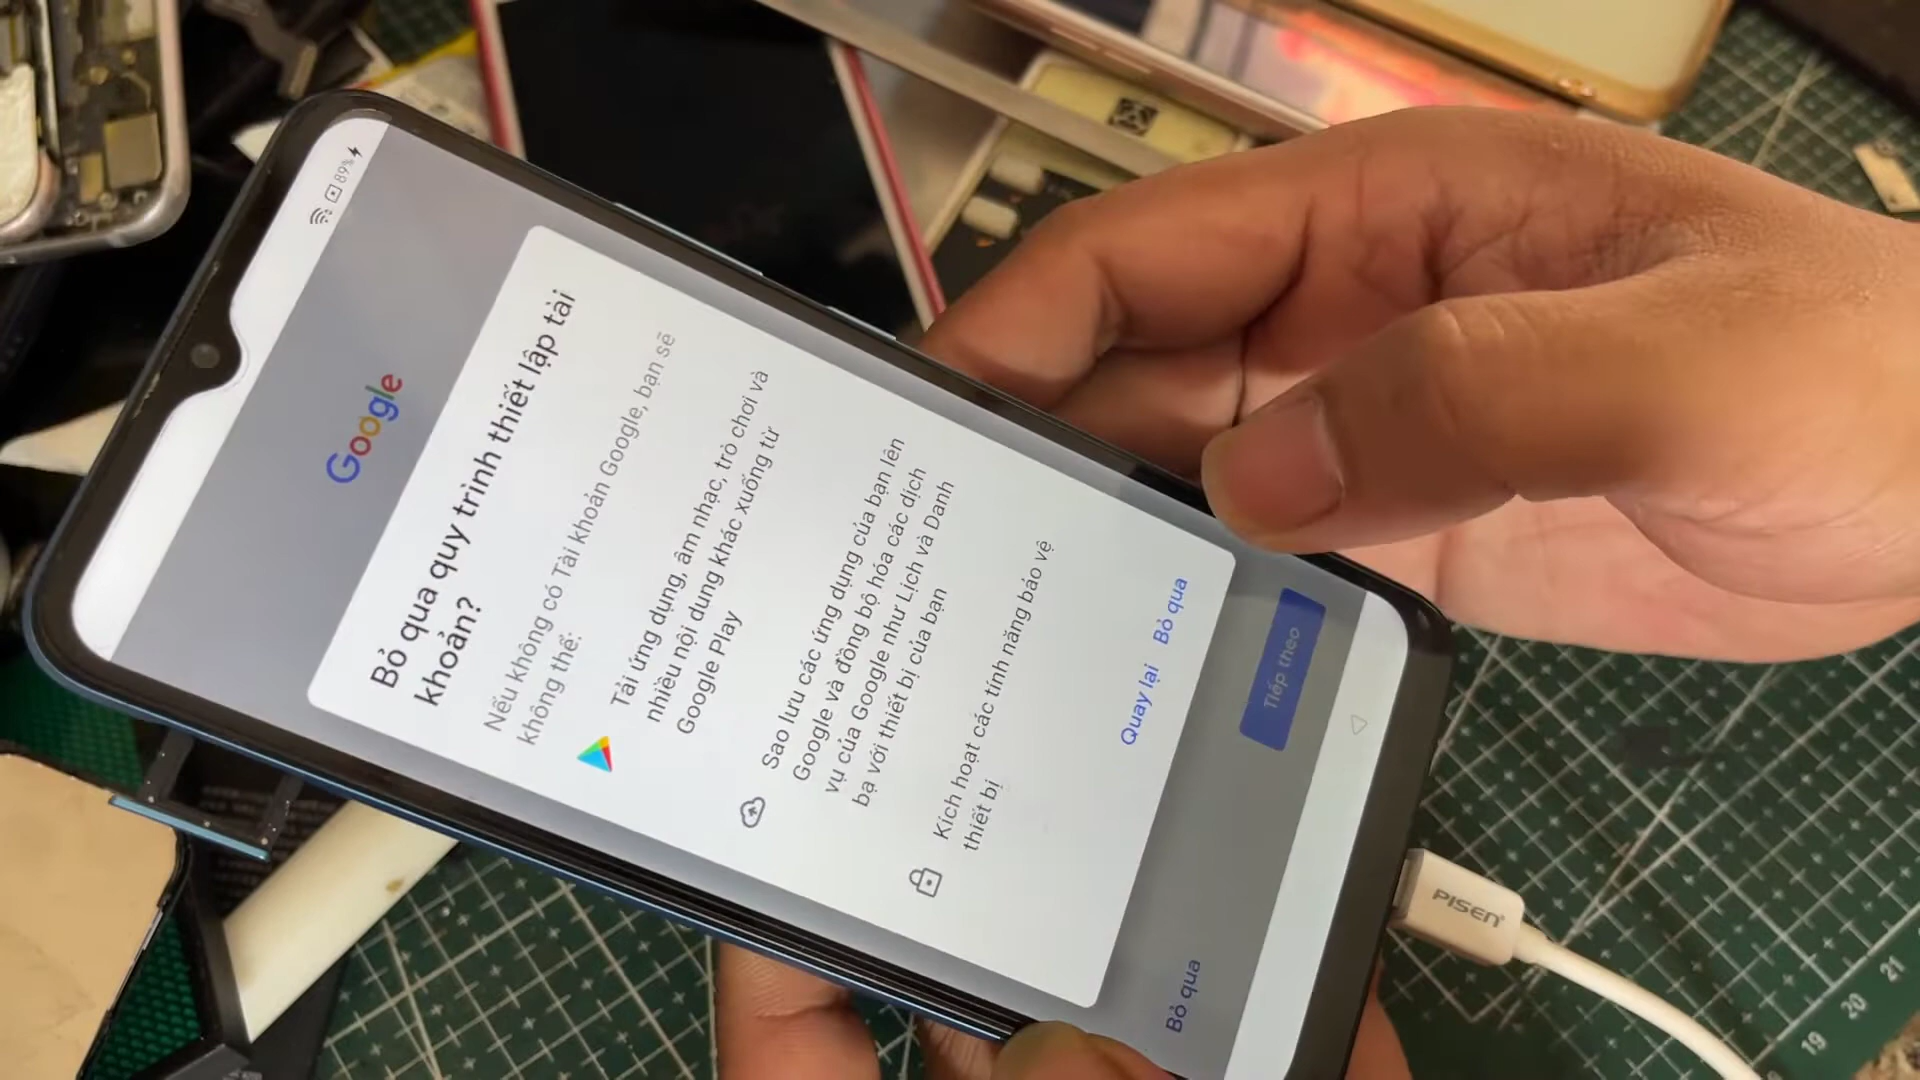 89%
Google
Bỏ qua quy trình thiết lập tài
khoản?
Nếu không có Tài khoản Google, bạn sẽ
không thể:
Tải ứng dụng, âm nhạc, trò chơi và
nhiều nội dung khác xuống từ
Google Play
Sao lưu các ứng dụng của bạn lên
Google và đồng bộ hóa các dịch
vụ của Google như Lịch và Danh
bạ với thiết bị của bạn
Kích hoạt các tính năng bảo vệ
thiết bị
Quay lại Bỏ qua
Bỏ qua Tiếp theo
PISEN
19 20 21